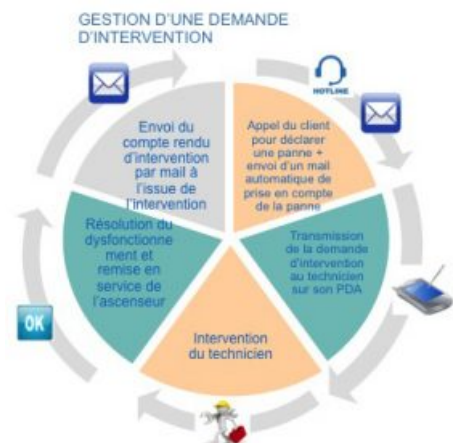 GESTION D'UNE DEMANDE
D'INTERVENTION
HOTLINE
Appel du client
pour déclarer
une panne +
envoi d'un mail
automatique de
prise en compte
de la panne
Transmission
de la demande
d'intervention
au technicien
sur son PDA
Intervention
du technicien
Résolution du
dysfonctionne
ment et
remise en
service de
l'ascenseur
OK
Envoi du
compte rendu
d'intervention
par mail à
l'issue de
l'intervention